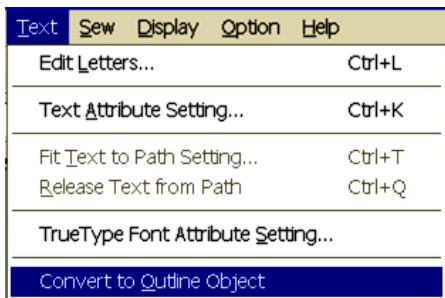 Text Sew Display Option Help
Edit Letters... Ctrl+L
Text Attribute Setting... Ctrl+K
Fit Text to Path Setting... Ctrl+T
Release Text from Path Ctrl+Q
TrueType Font Attribute Setting...
Convert to Outline Object